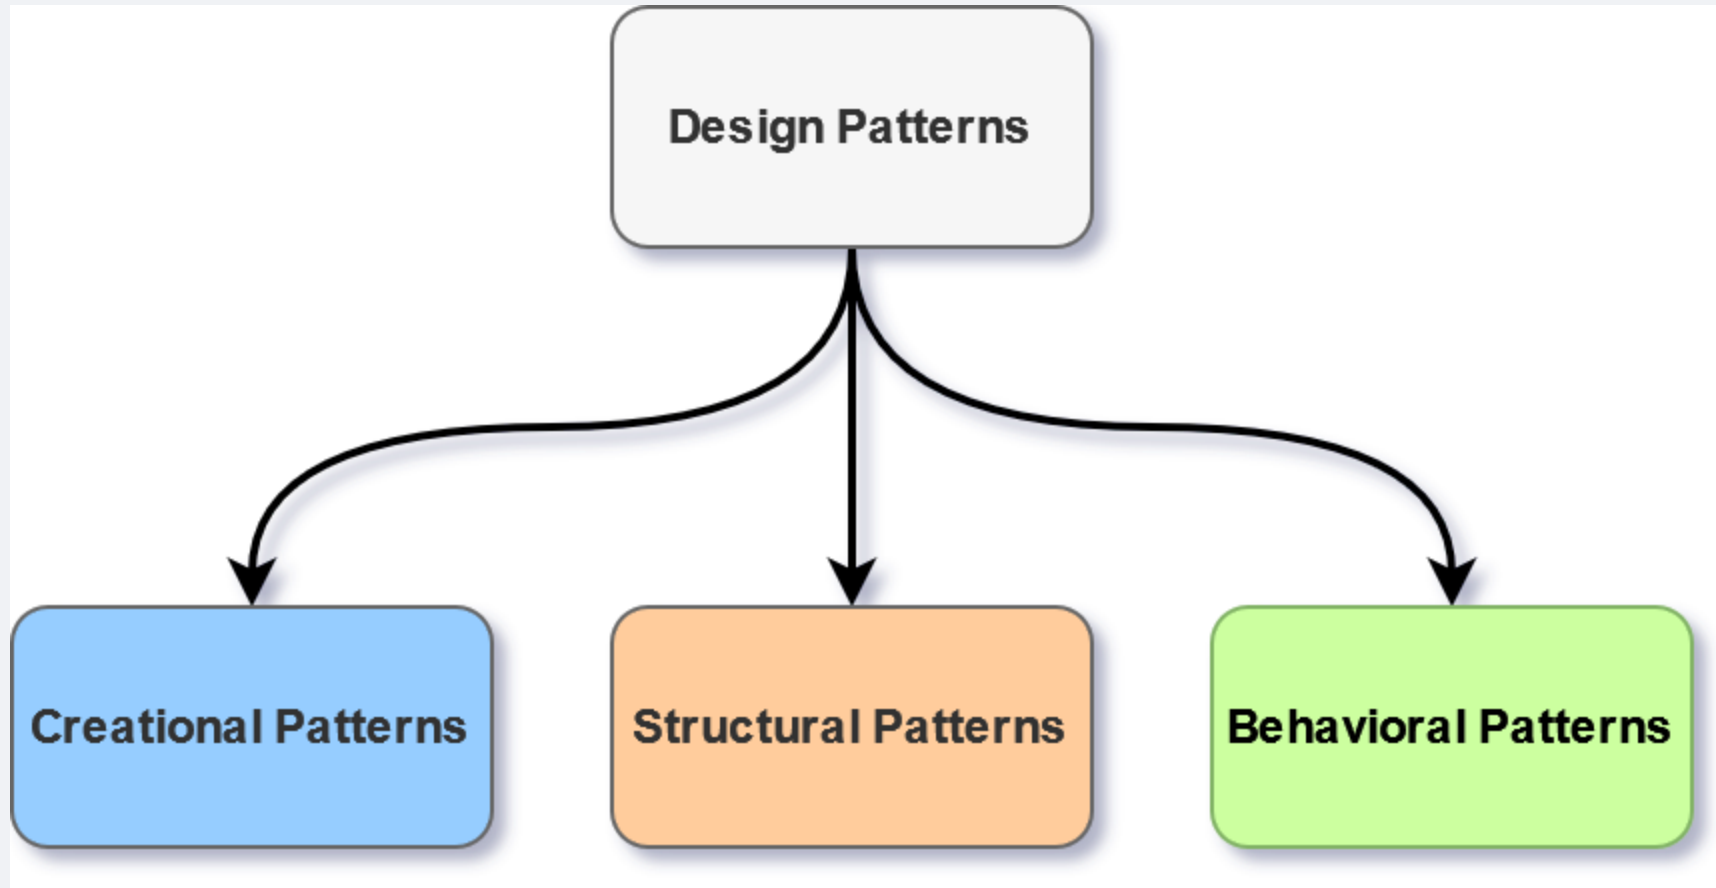 Design Patterns
Creational Patterns
Structural Patterns
Behavioral Patterns